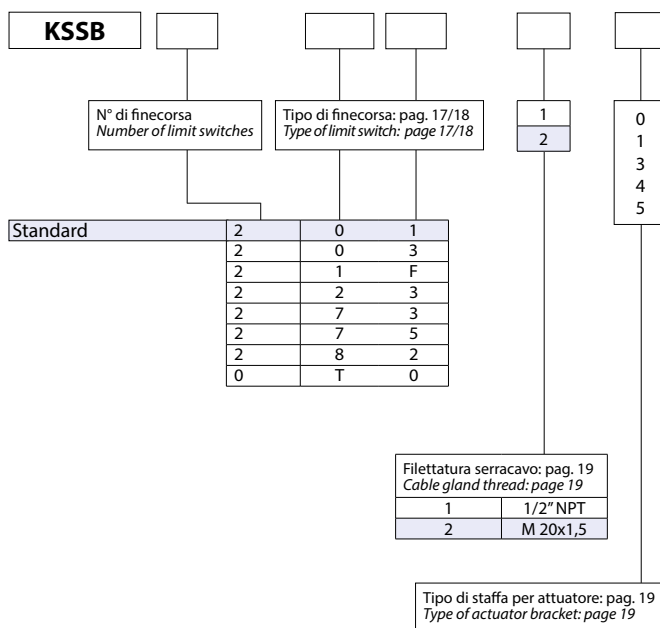 KSSB
N° di finecorsa
Number of limit switches
Tipo di finecorsa: pag. 17/18
Type of limit switch: page 17/18
1
2
0
1
3
4
5
Standard 2 0 1
2 0 3
2 1 F
2 2 3
2 7 3
2 7 5
2 8 2
0 T 0
Filettatura serracavo: pag. 19
Cable gland thread: page 19
1 1/2” NPT
2 M 20x1,5
Tipo di staffa per attuatore: pag. 19
Type of actuator bracket: page 19